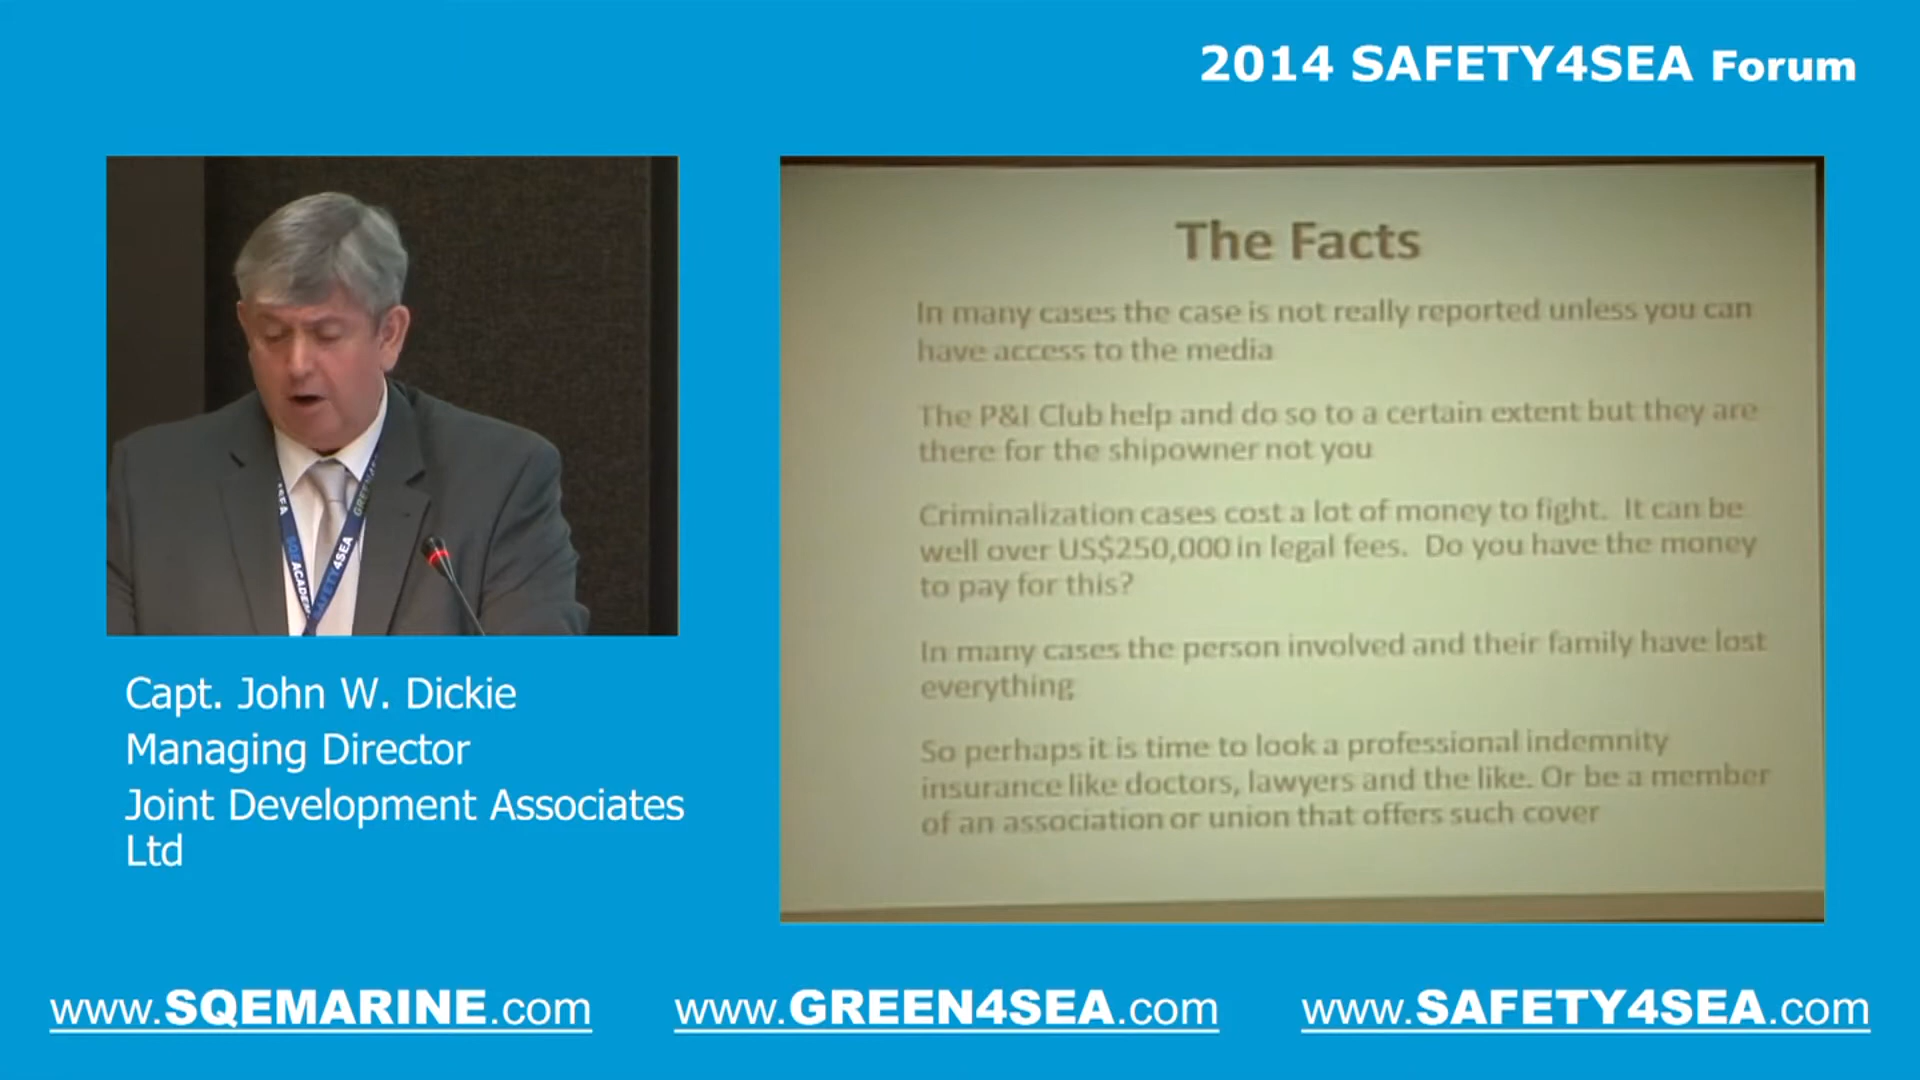 2014 SAFETY4SEA Forum
The Facts
In many cases the case is not really reported unless you can
have access to the media
The P&I Club help and do so to a certain extent but they are
there for the shipowner not you
Criminalization cases cost a lot of money to fight. It can be
well over US$250,000 in legal fees. Do you have the money
to pay for this?
In many cases the person involved and their family have lost
everything
So perhaps it is time to look a professional indemnity
insurance like doctors, lawyers and the like. Or be a member
of an association or union that offers such cover
SQE ACADEM
SAFETY4SEA
Capt. John W. Dickie
Managing Director
Joint Development Associates
Ltd
www.SQEMARINE.com
www.GREEN4SEA.com
www.SAFETY4SEA.com